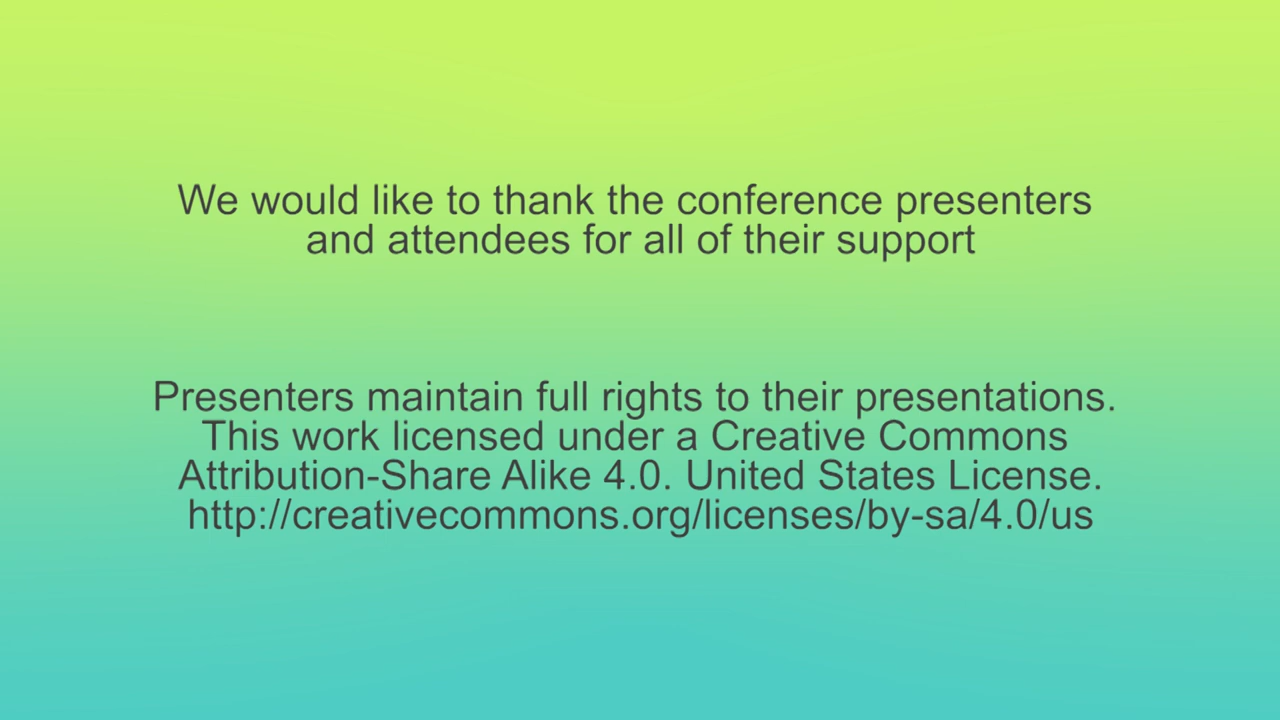 We would like to thank the conference presenters
and attendees for all of their support
Presenters maintain full rights to their presentations.
This work licensed under a Creative Commons
Attribution-Share Alike 4.0. United States License.
http://creativecommons.org/licenses/by-sa/4.0/us